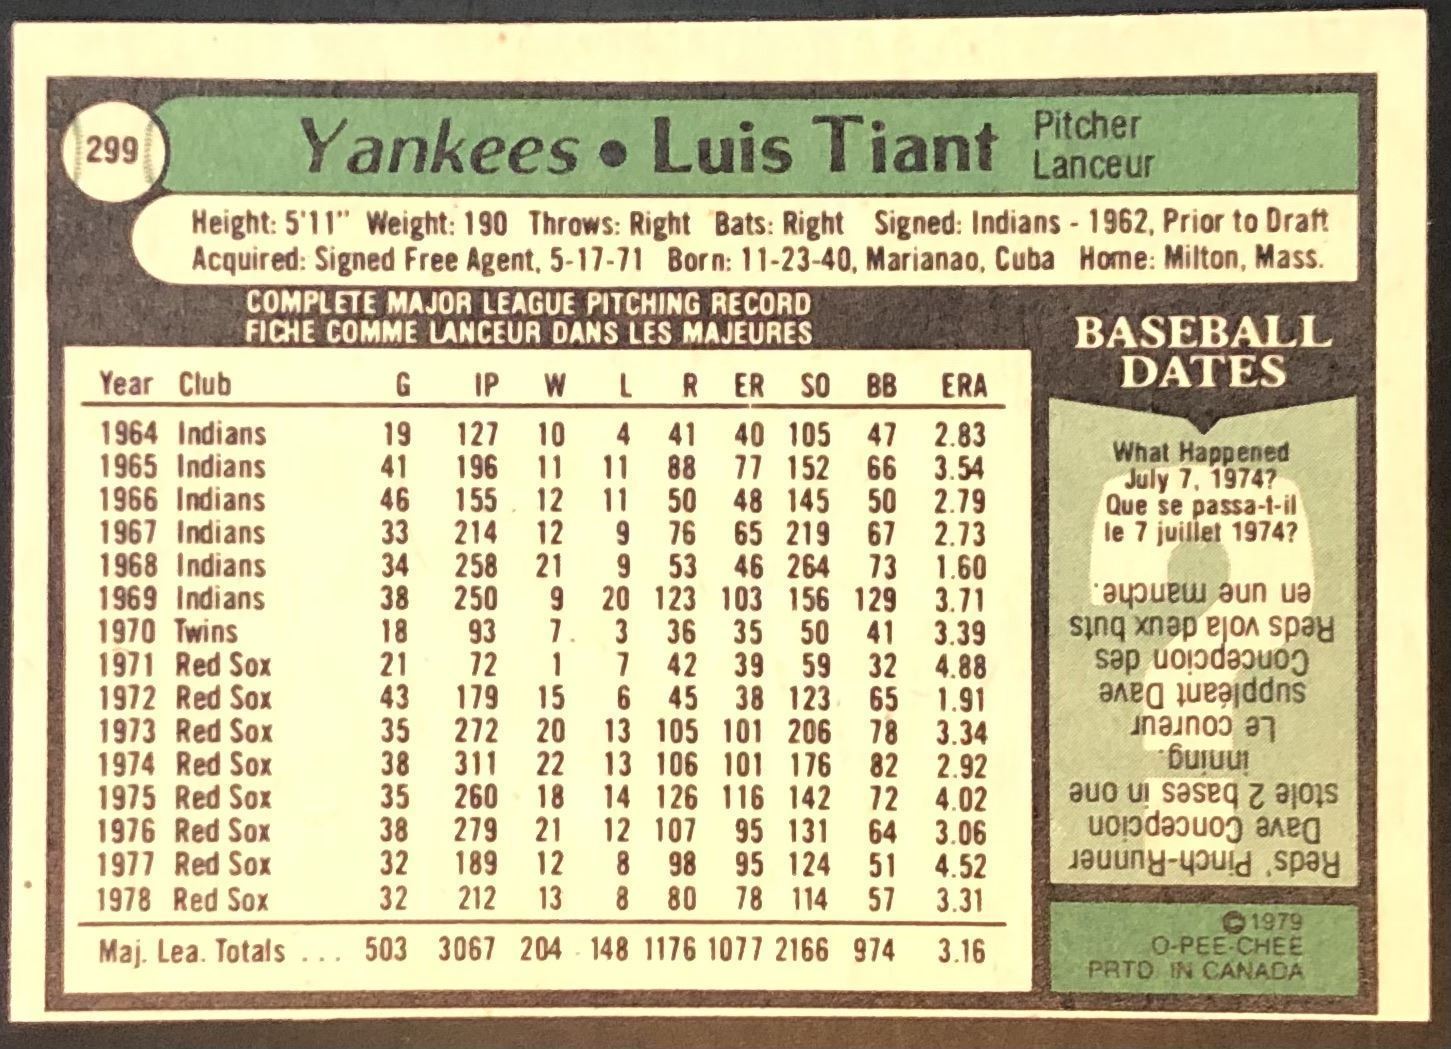 299
Yankees • Luis Tiant
Pitcher
Lanceur
Height: 5'11" Weight: 190 Throws: Right Bats: Right Signed: Indians - 1962, Prior to Draft
Acquired: Signed Free Agent, 5-17-71 Born: 11-23-40, Marianao, Cuba Home: Milton, Mass.
COMPLETE MAJOR LEAGUE PITCHING RECORD
FICHE COMME LANCEUR DANS LES MAJEURES
Year Club G IP W L R ER SO BB ERA
1964 Indians 19 127 10 4 41 40 105 47 2.83
1965 Indians 41 196 11 11 88 77 152 66 3.54
1966 Indians 46 155 12 11 50 48 145 50 2.79
1967 Indians 33 214 12 9 76 65 219 67 2.73
1968 Indians 34 258 21 9 53 46 264 73 1.60
1969 Indians 38 250 9 20 123 103 156 129 3.71
1970 Twins 18 93 7 3 36 35 50 41 3.39
1971 Red Sox 21 72 1 7 42 39 59 32 4.88
1972 Red Sox 43 179 15 6 45 38 123 65 1.91
1973 Red Sox 35 272 20 13 105 101 206 78 3.34
1974 Red Sox 38 311 22 13 106 101 176 82 2.92
1975 Red Sox 35 260 18 14 126 116 142 72 4.02
1976 Red Sox 38 279 21 12 107 95 131 64 3.06
1977 Red Sox 32 189 12 8 98 95 124 51 4.52
1978 Red Sox 32 212 13 8 80 78 114 57 3.31
Maj. Lea. Totals ... 503 3067 204 148 1176 1077 2166 974 3.16
BASEBALL
DATES
What Happened
July 7, 1974?
Que se passa-t-il
le 7 juillet 1974?
Reds' Pinch-Runner
Dave Concepcion
stole 2 bases in one
inning.
Le coureur
suppléant Dave
Concepcion des
Reds vola deux buts
en une manche.
©1979
O-PEE-CHEE
PRTD. IN CANADA